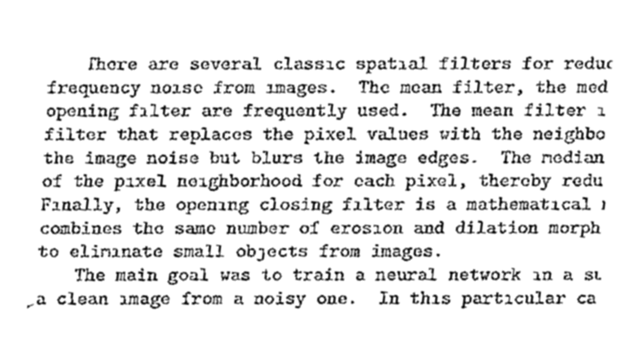 There are several classic spatial filters for reduc
frequency noise from images. The mean filter, the med
opening filter are frequently used. The mean filter i
filter that replaces the pixel values with the neighbo
the image noise but blurs the image edges. The median
of the pixel neighborhood for each pixel, thereby redu
Finally, the opening closing filter is a mathematical
combines the same number of erosion and dilation morph
to eliminate small objects from images.
The main goal was to train a neural network in a
a clean image from a noisy one. In this particular ca